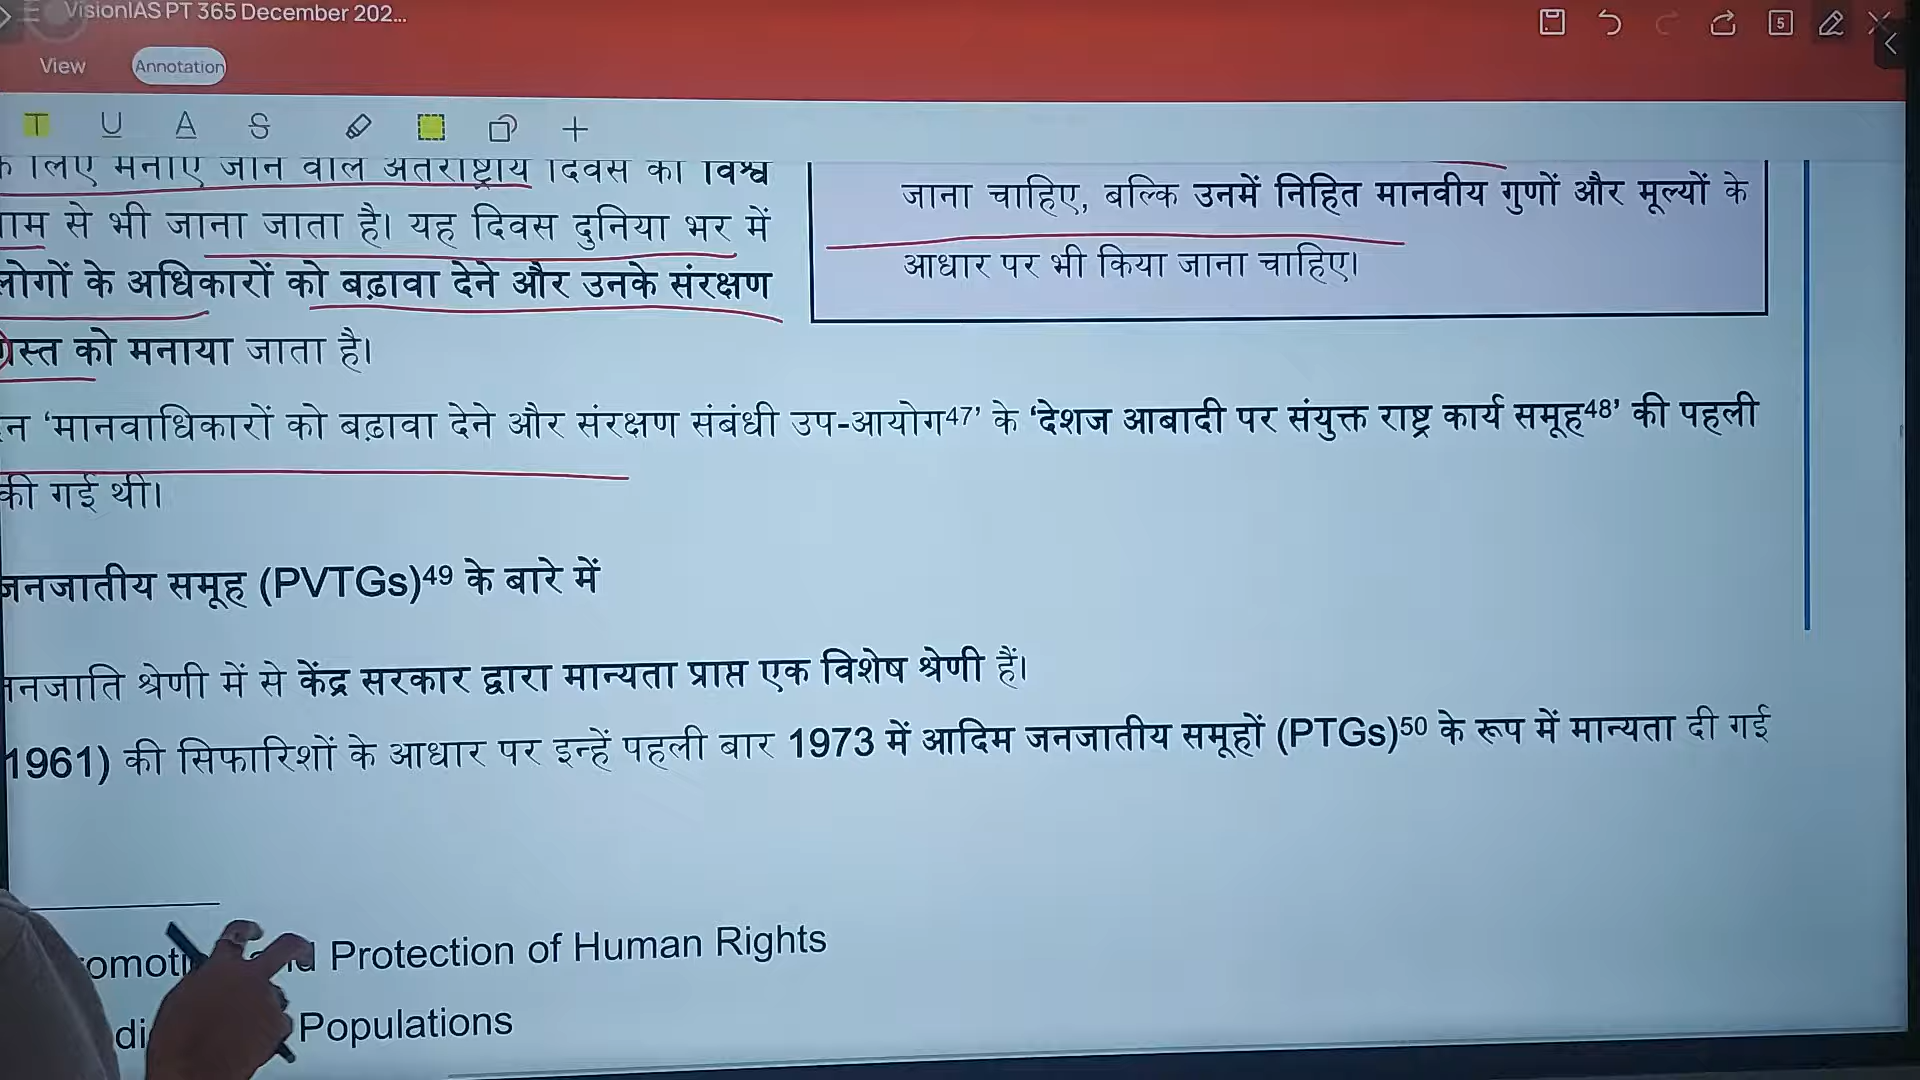 VisionIAS PT 365 December 202...
5
View
Annotation
T U A S
के लिए मनाए जाने वाले अंतर्राष्ट्रीय दिवस का विश्व
से भी जाना जाता है। यह दिवस दुनिया भर में
लोगों के अधिकारों को बढ़ावा देने और उनके संरक्षण
को मनाया जाता है।
जाना चाहिए, बल्कि उनमें निहित मानवीय गुणों और मूल्यों के
आधार पर भी किया जाना चाहिए।
'मानवाधिकारों को बढ़ावा देने और संरक्षण संबंधी उप-आयोग47' के 'देशज आबादी पर संयुक्त राष्ट्र कार्य समूह48' की पहली
की गई थी।
जनजातीय समूह (PVTGs)49 के बारे में
श्रेणी में से केंद्र सरकार द्वारा मान्यता प्राप्त एक विशेष श्रेणी हैं।
1961) की सिफारिशों के आधार पर इन्हें पहली बार 1973 में आदिम जनजातीय समूहों (PTGs)50 के रूप में मान्यता दी गई
Protection of Human Rights
Populations